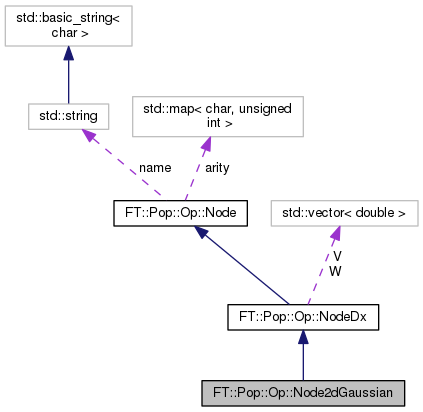 std::basic_string<
char >
std::string
std::map< char, unsigned
int >
name
arity
FT::Pop::Op::Node
std::vector< double >
V
W
FT::Pop::Op::NodeDx
FT::Pop::Op::Node2dGaussian